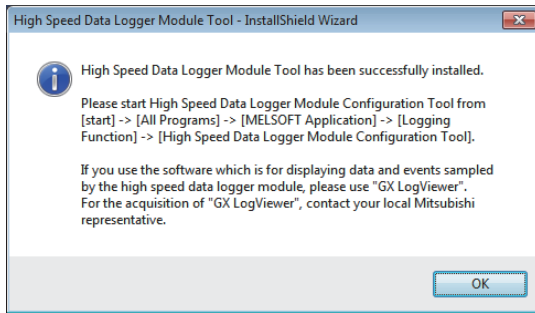 High Speed Data Logger Module Tool - InstallShield Wizard
High Speed Data Logger Module Tool has been successfully installed.
Please start High Speed Data Logger Module Configuration Tool from
[start] -> [All Programs] -> [MELSOFT Application] -> [Logging
Function] -> [High Speed Data Logger Module Configuration Tool].
If you use the software which is for displaying data and events sampled
by the high speed data logger module, please use "GX LogViewer".
For the acquisition of "GX LogViewer", contact your local Mitsubishi
representative.
OK